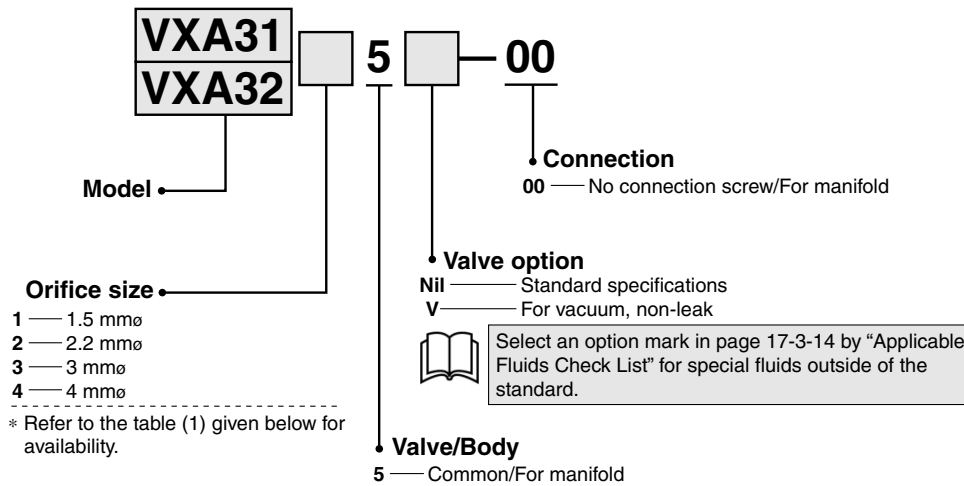 VXA31
VXA32
5 — 00
Model
Connection
00 — No connection screw/For manifold
Orifice size
1 — 1.5 mmø
2 — 2.2 mmø
3 — 3 mmø
4 — 4 mmø
* Refer to the table (1) given below for
availability.
Valve option
Nil — Standard specifications
V — For vacuum, non-leak
Select an option mark in page 17-3-14 by “Applicable
Fluids Check List” for special fluids outside of the
standard.
Valve/Body
5 — Common/For manifold